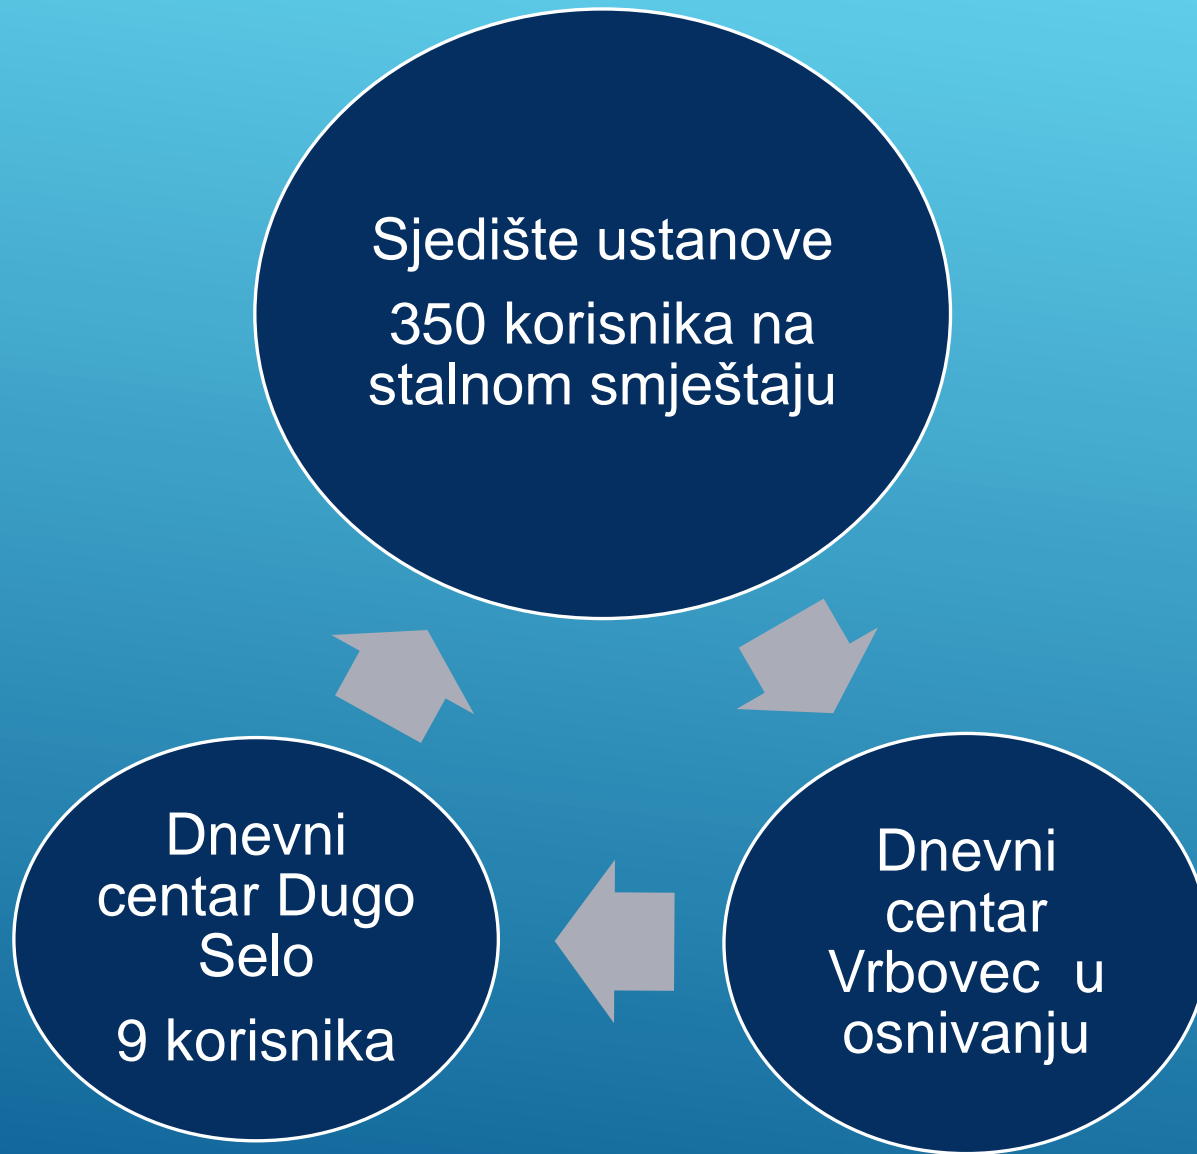 Sjedište ustanove
350 korisnika na
stalnom smještaju
Dnevni
centar Dugo
Selo
9 korisnika
Dnevni
centar
Vrbovec  u
osnivanju